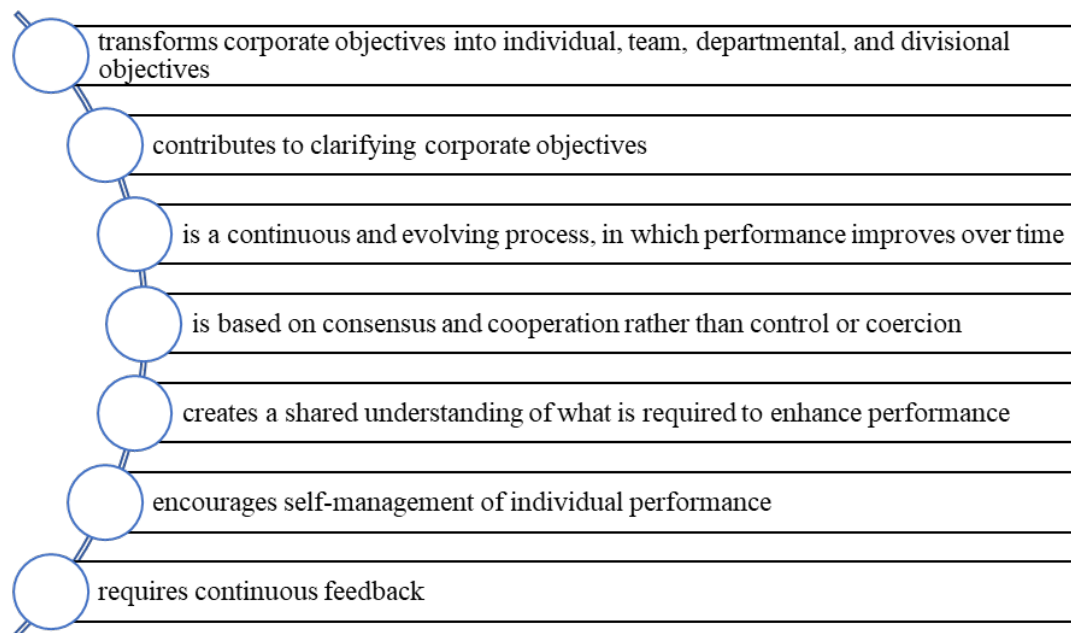 transforms corporate objectives into individual, team, departmental, and divisional
objectives
contributes to clarifying corporate objectives
is a continuous and evolving process, in which performance improves over time
is based on consensus and cooperation rather than control or coercion
creates a shared understanding of what is required to enhance performance
encourages self-management of individual performance
requires continuous feedback